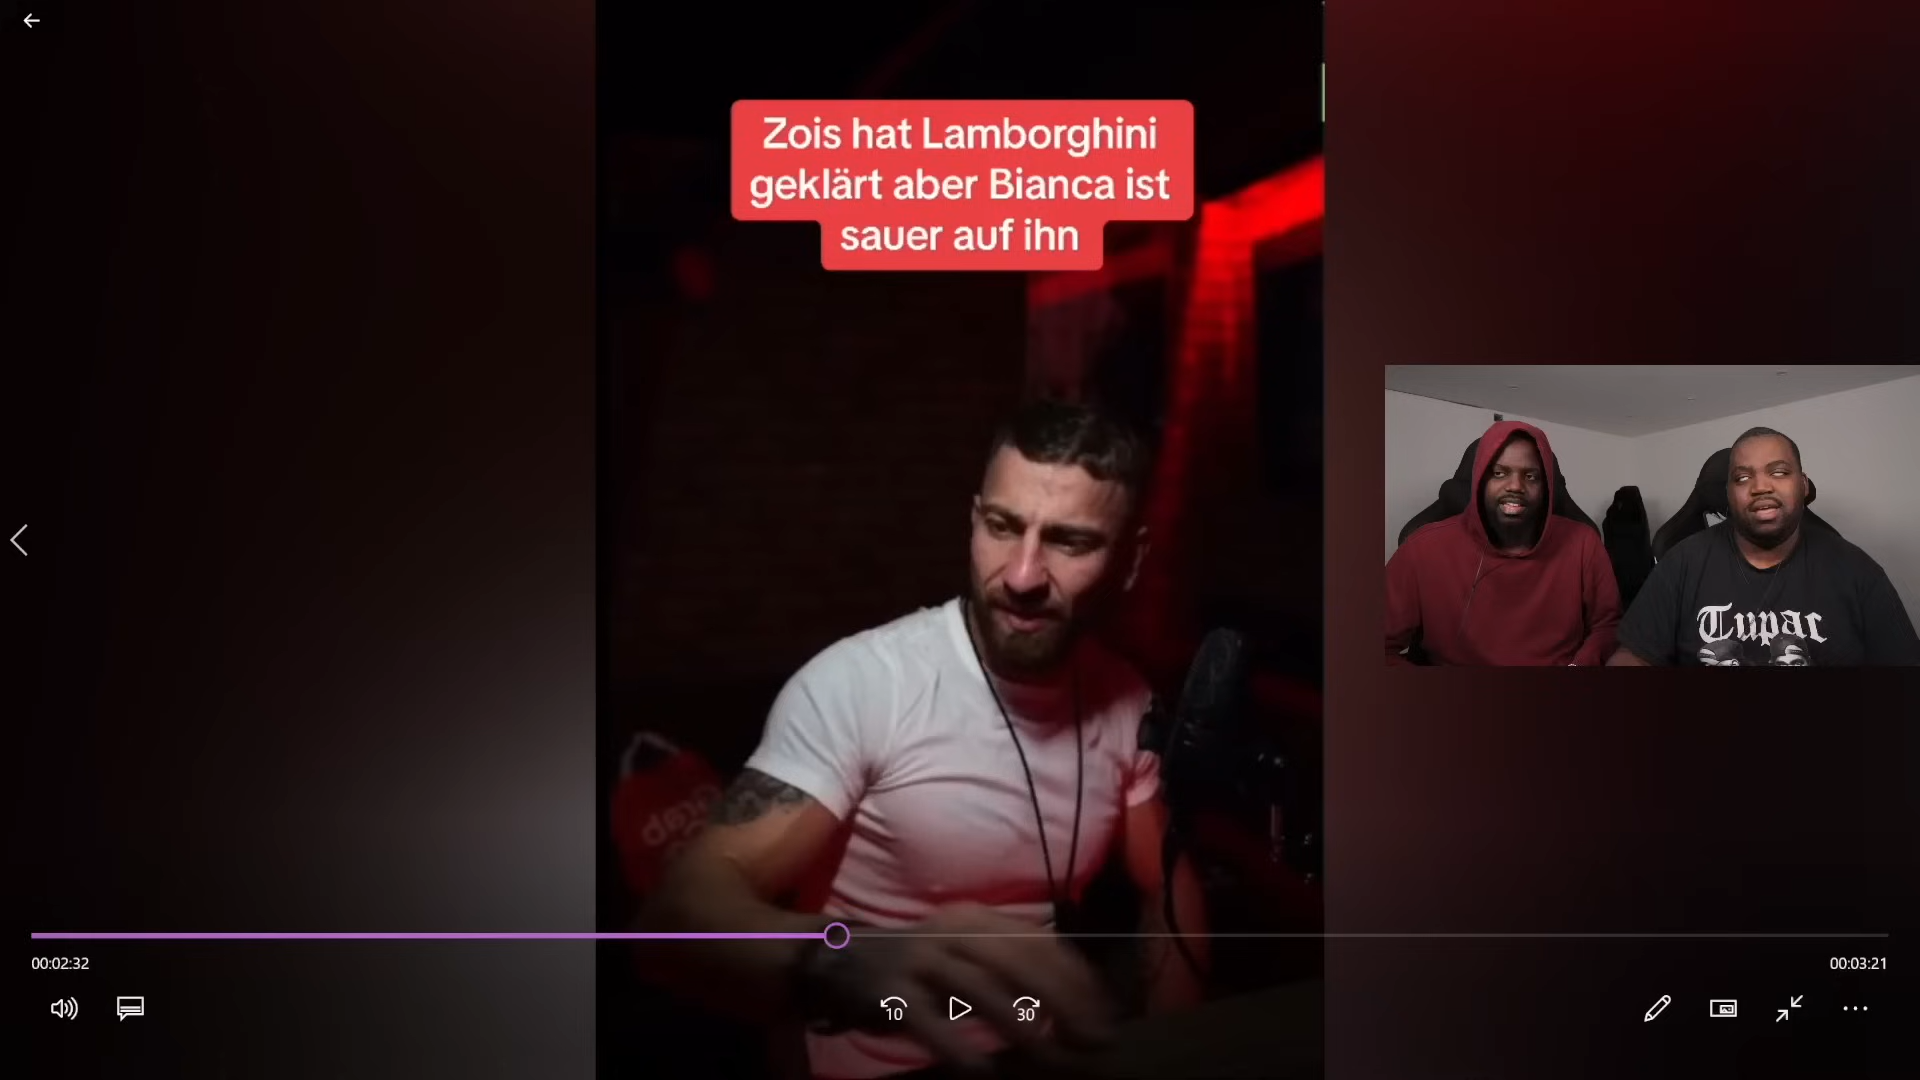 Zois hat Lamborghini
geklärt aber Bianca ist
sauer auf ihn
Tupac
00:02:32
00:03:21
10
30